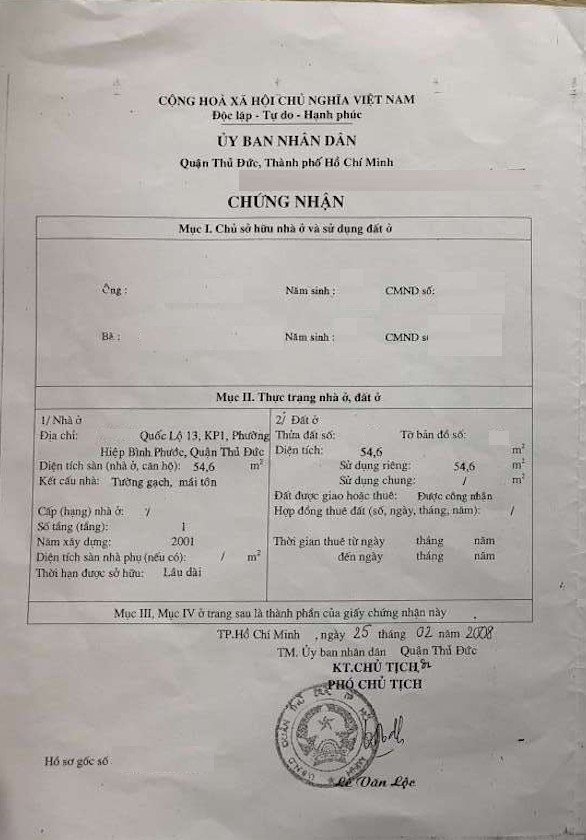 CỘNG HOÀ XÃ HỘI CHỦ NGHĨA VIỆT NAM
Độc lập - Tự do - Hạnh phúc
ỦY BAN NHÂN DÂN
Quận Thủ Đức, Thành phố Hồ Chí Minh
CHỨNG NHẬN
Mục I. Chủ sở hữu nhà ở và sử dụng đất ở
Ông : Năm sinh : CMND số:
Bà : Năm sinh : CMND số
Mục II. Thực trạng nhà ở, đất ở
1/ Nhà ở
Địa chỉ: Quốc Lộ 13, KP1, Phường
Hiệp Bình Phước, Quận Thủ Đức
Diện tích sàn (nhà ở, căn hộ): 54,6 m²
Kết cấu nhà: Tường gạch, mái tôn
Cấp (hạng) nhà ở: /
Số tầng (tầng): 1
Năm xây dựng: 2001
Diện tích sàn nhà phụ (nếu có): / m²
Thời hạn được sở hữu: Lâu dài
2/ Đất ở
Thửa đất số: Tờ bản đồ số:
Diện tích: 54,6 m²
Sử dụng riêng: 54,6 m²
Sử dụng chung: / m²
Đất được giao hoặc thuê: Được công nhận
Hợp đồng thuê đất (số, ngày, tháng, năm): /
Thời gian thuê từ ngày tháng năm
đến ngày tháng năm
Mục III, Mục IV ở trang sau là thành phần của giấy chứng nhận này
TP.Hồ Chí Minh , ngày 25 tháng 02 năm 2008
TM. Ủy ban nhân dân Quận Thủ Đức
KT.CHỦ TỊCH
PHÓ CHỦ TỊCH
Lê Văn Lộc
Hồ sơ gốc số